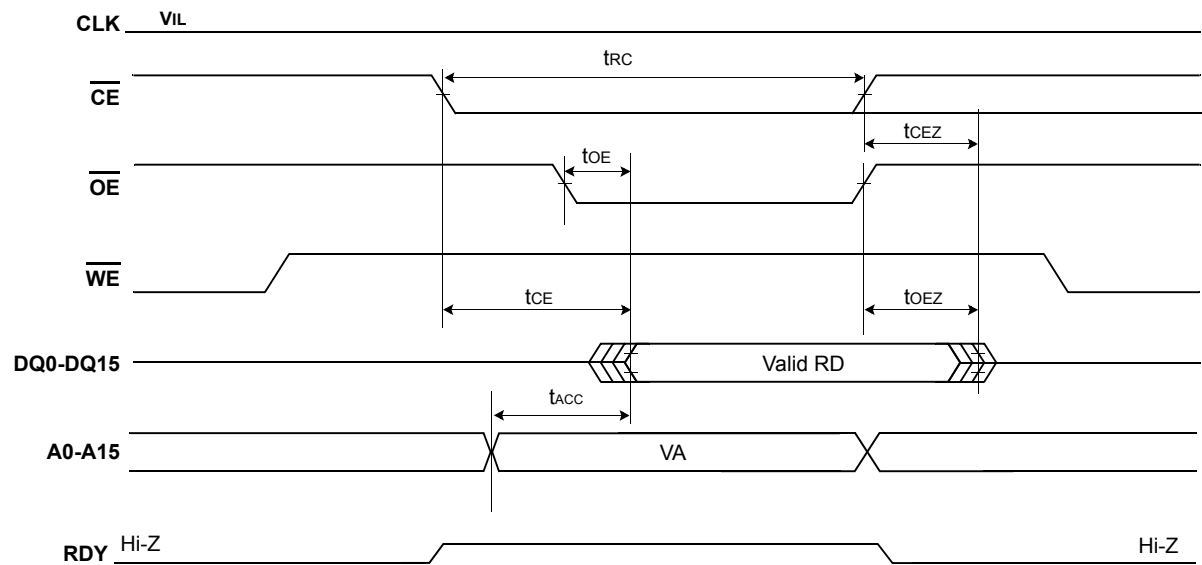 CLK VIL
tRC
CE
tCEZ
tOE
OE
WE
tCE tOEZ
DQ0-DQ15 Valid RD
tACC
A0-A15 VA
RDY Hi-Z Hi-Z